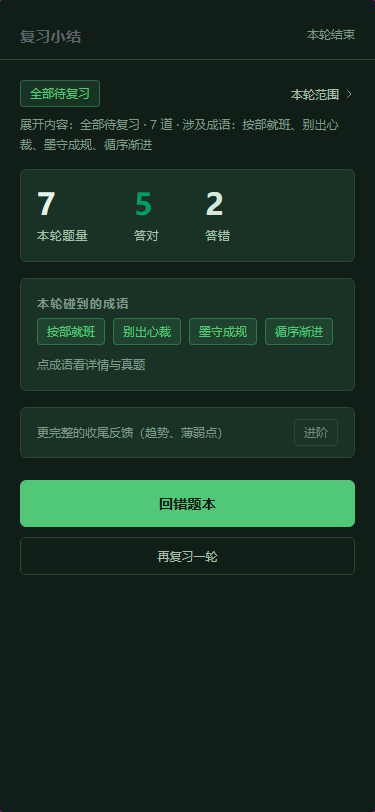 复习小结
本轮结束
全部待复习
本轮范围 >
展开内容：全部待复习 · 7 道 · 涉及成语：按部就班、别出心
裁、墨守成规、循序渐进
7
5
2
本轮题量
答对
答错
本轮碰到的成语
按部就班
别出心裁
墨守成规
循序渐进
点成语看详情与真题
更完整的收尾反馈（趋势、薄弱点）
进阶
回错题本
再复习一轮